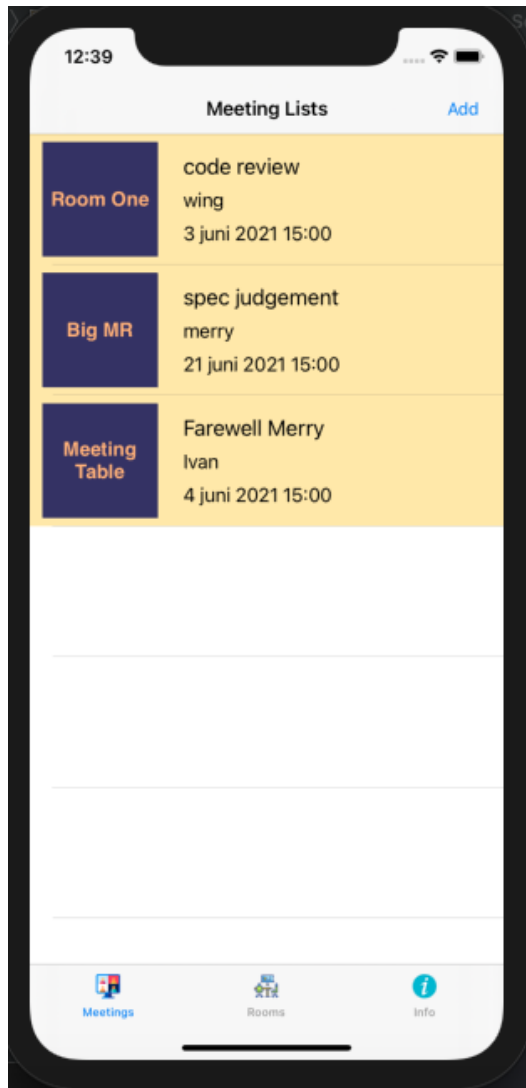 12:39
Meeting Lists
Add
Room One
code review
wing
3 juni 2021 15:00
Big MR
spec judgement
merry
21 juni 2021 15:00
Meeting
Table
Farewell Merry
Ivan
4 juni 2021 15:00
Meetings
Rooms
Info